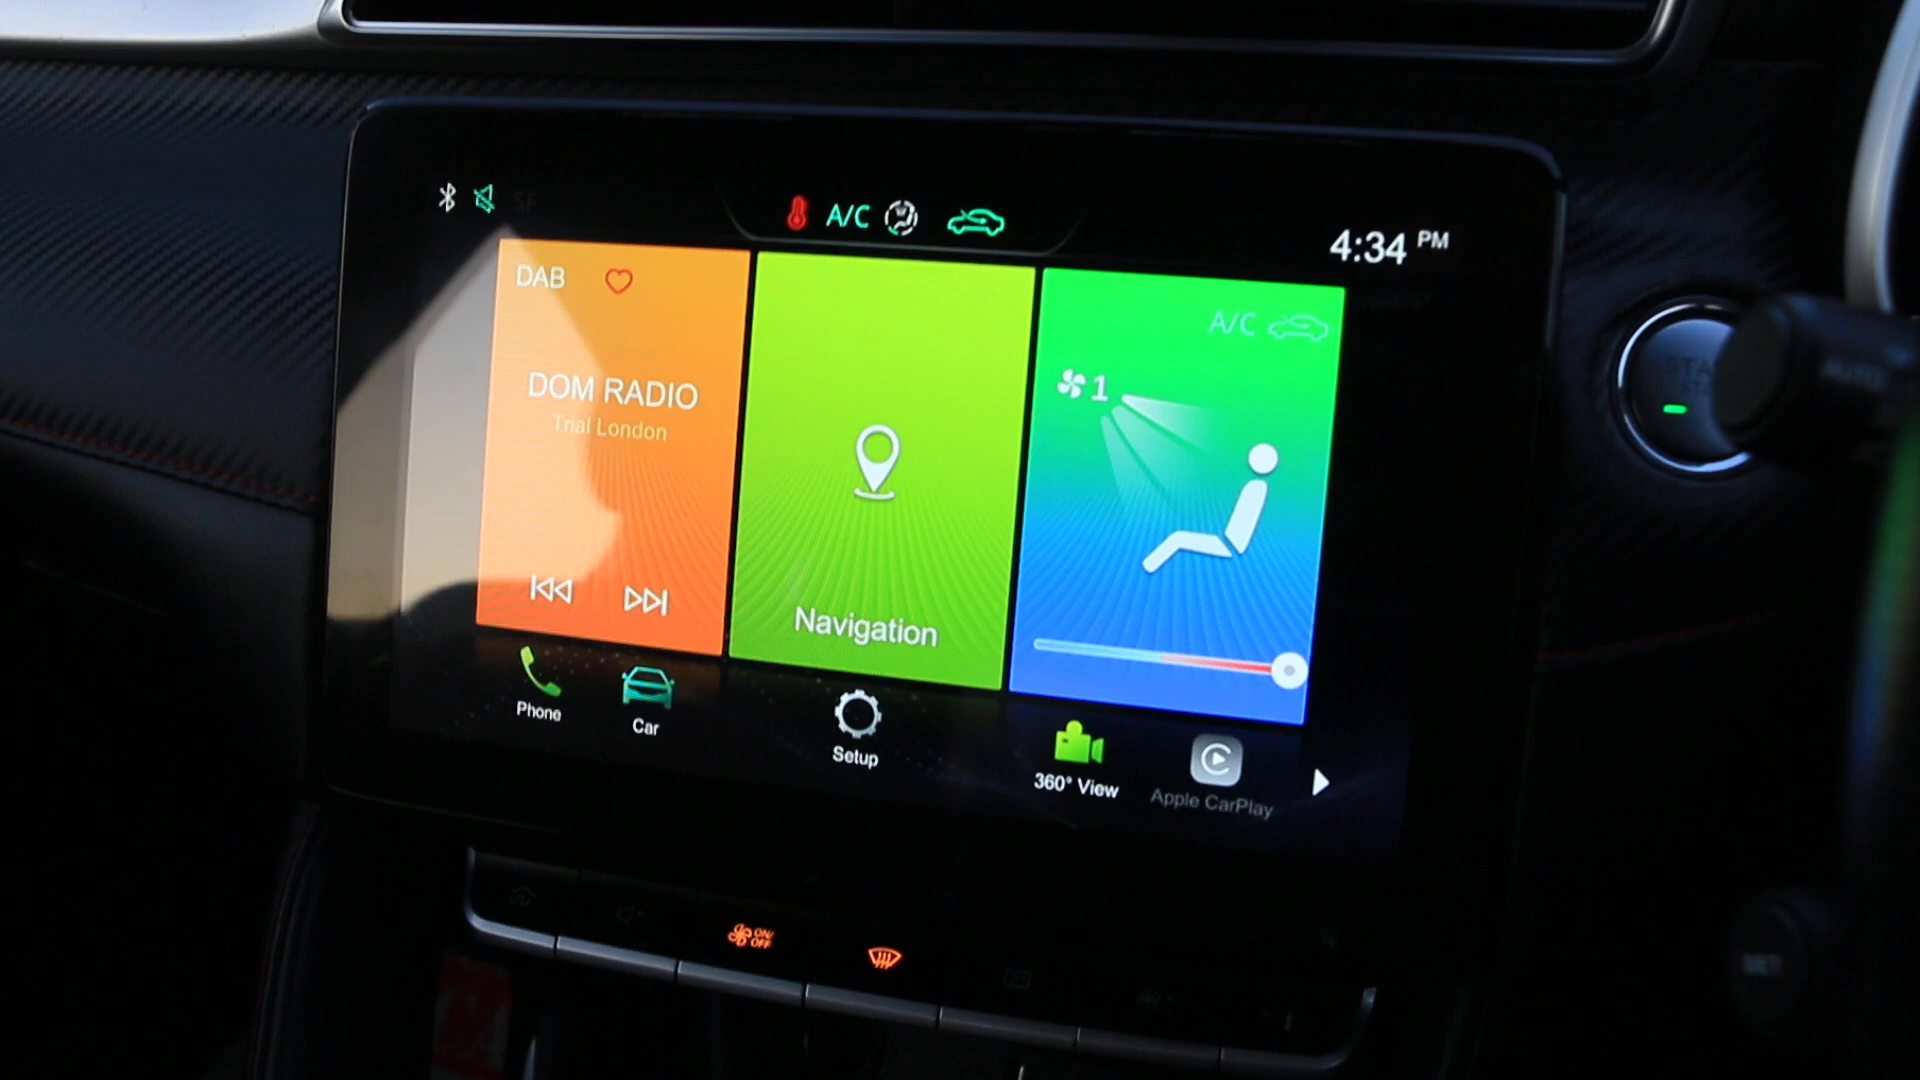 A/C
4:34 PM
DAB
A/C
1
DOM RADIO
Trial London
Navigation
Phone
Car
Setup
360° View
Apple CarPlay
ON/
OFF
AUTO